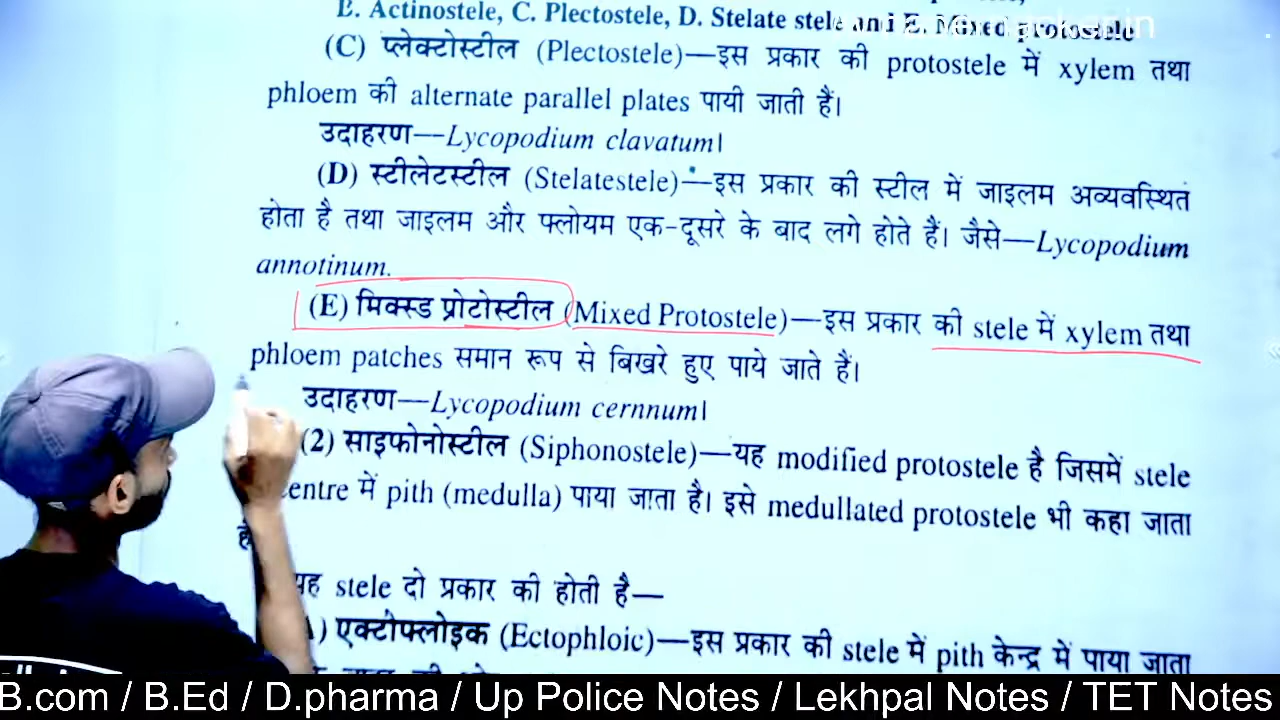 B. Actinostele, C. Plectostele, D. Stelate stele and E. Mixed protostele
(C) प्लेक्टोस्टील (Plectostele)—इस प्रकार की protostele में xylem तथा
phloem की alternate parallel plates पायी जाती हैं।
उदाहरण—Lycopodium clavatum।
(D) स्टीलेटस्टील (Stelatestele)—इस प्रकार की स्टील में जाइलम अव्यवस्थित
होता है तथा जाइलम और फ्लोयम एक-दूसरे के बाद लगे होते हैं। जैसे—Lycopodium
annotinum.
(E) मिक्स्ड प्रोटोस्टील (Mixed Protostele)—इस प्रकार की stele में xylem तथा
phloem patches समान रूप से बिखरे हुए पाये जाते हैं।
उदाहरण—Lycopodium cernnum।
(2) साइफोनोस्टील (Siphonostele)—यह modified protostele है जिसमें stele
entre में pith (medulla) पाया जाता है। इसे medullated protostele भी कहा जाता
है
यह stele दो प्रकार की होती है—
) एक्टोफ्लोइक (Ectophloic)—इस प्रकार की stele में pith केन्द्र में पाया जाता
B.com / B.Ed / D.pharma / Up Police Notes / Lekhpal Notes / TET Notes